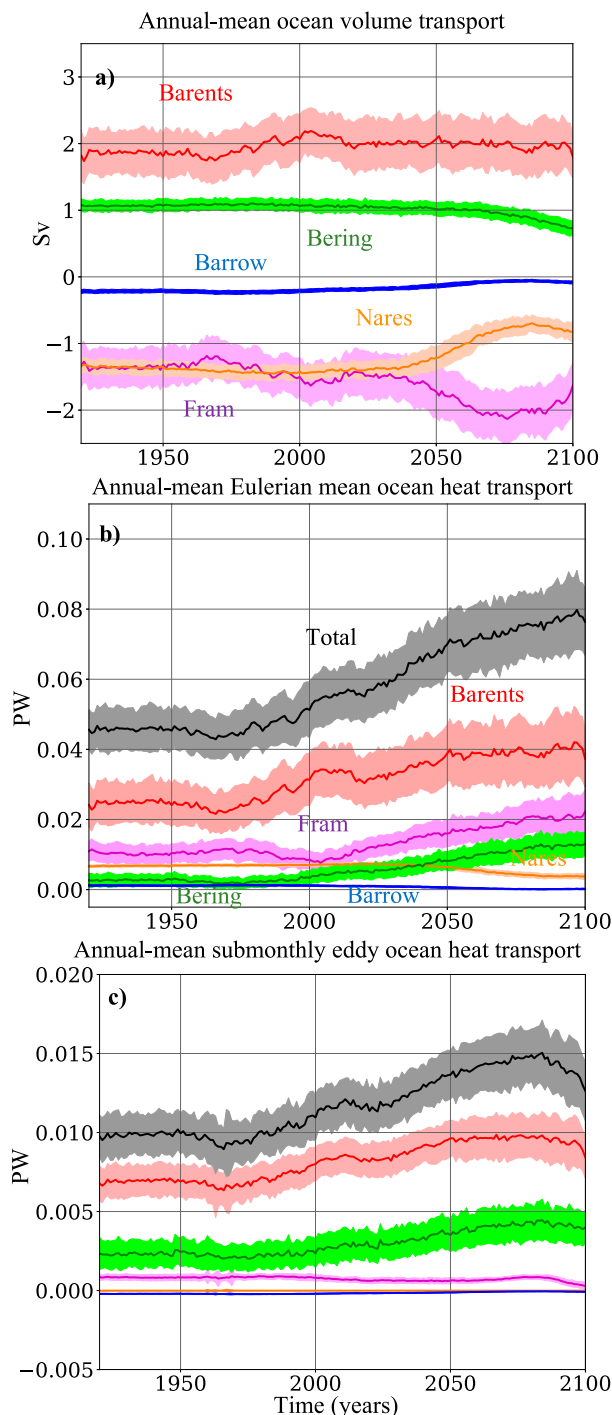 Annual-mean ocean volume transport
a)
3
Barents
2
1
Sv
Bering
Barrow
0
Nares
−1
Fram
−2
1950 2000 2050 2100
Annual-mean Eulerian mean ocean heat transport
b)
0.10
0.08
Total
0.06
Barents
PW
0.04
Fram
0.02
Nares
0.00
Bering Barrow
1950 2000 2050 2100
Annual-mean submonthly eddy ocean heat transport
0.020
c)
0.015
0.010
PW
0.005
0.000
−0.005
1950 2000 2050 2100
Time (years)